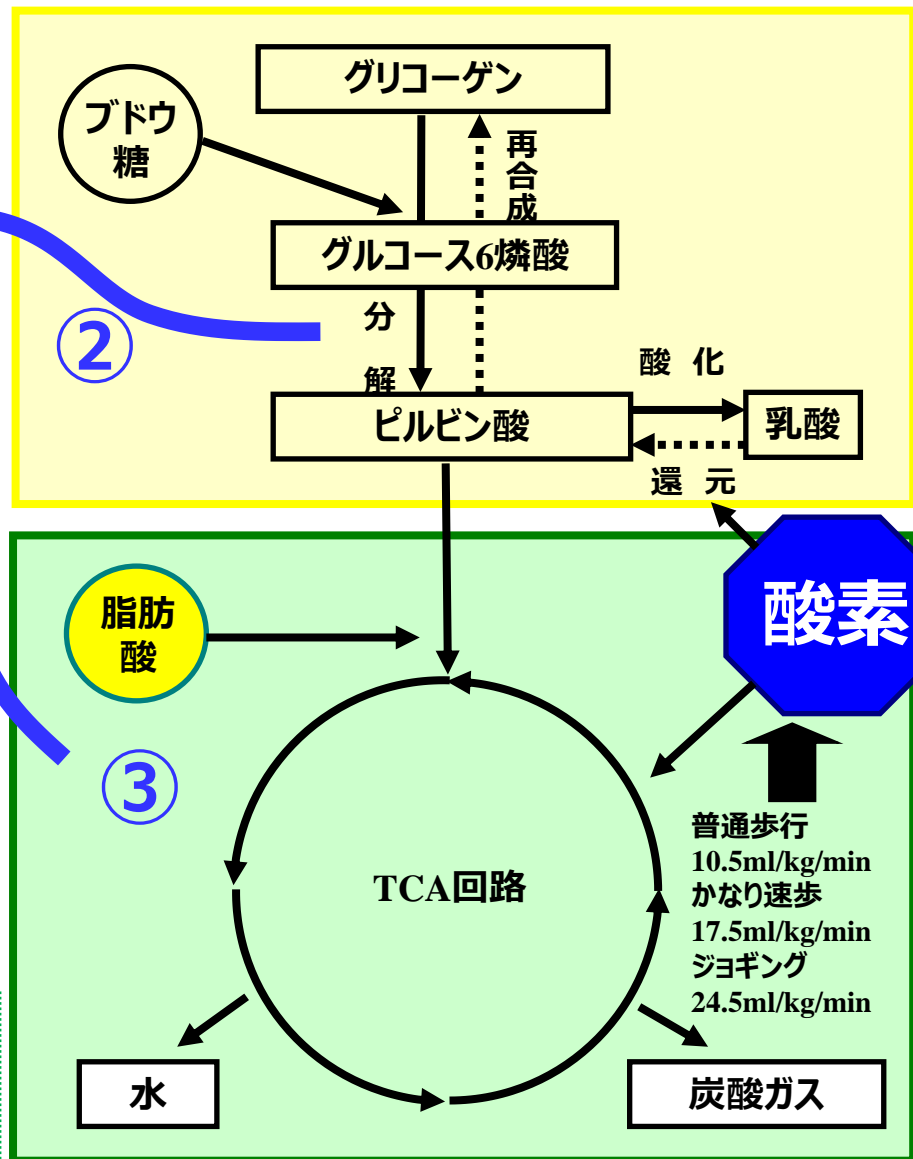 グリコーゲン
ブドウ
糖
再
合
成
グルコース6燐酸
②
分
解
酸 化
ピルビン酸
乳酸
還 元
酸素
脂肪
酸
③
普通歩行
10.5ml/kg/min
かなり速歩
17.5ml/kg/min
ジョギング
24.5ml/kg/min
TCA回路
水
炭酸ガス